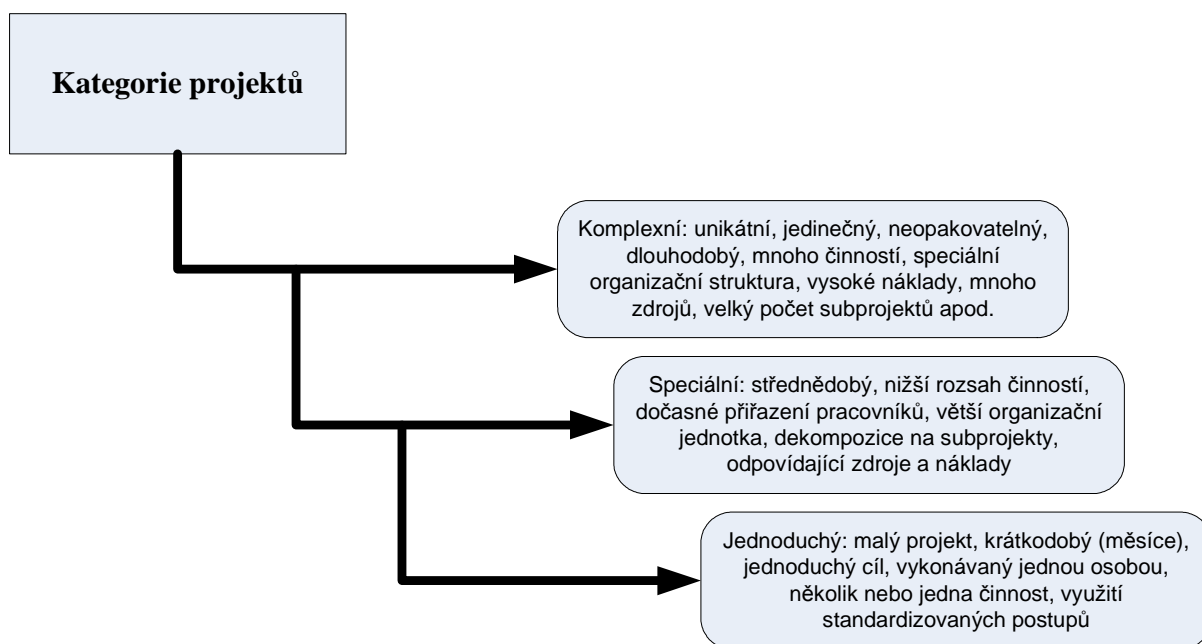 Kategorie projektů
Komplexní: unikátní, jedinečný, neopakovatelný,
dlouhodobý, mnoho činností, speciální
organizační struktura, vysoké náklady, mnoho
zdrojů, velký počet subprojektů apod.
Speciální: střednědobý, nižší rozsah činností,
dočasné přiřazení pracovníků, větší organizační
jednotka, dekompozice na subprojekty,
odpovídající zdroje a náklady
Jednoduchý: malý projekt, krátkodobý (měsíce),
jednoduchý cíl, vykonávaný jednou osobou,
několik nebo jedna činnost, využití
standardizovaných postupů